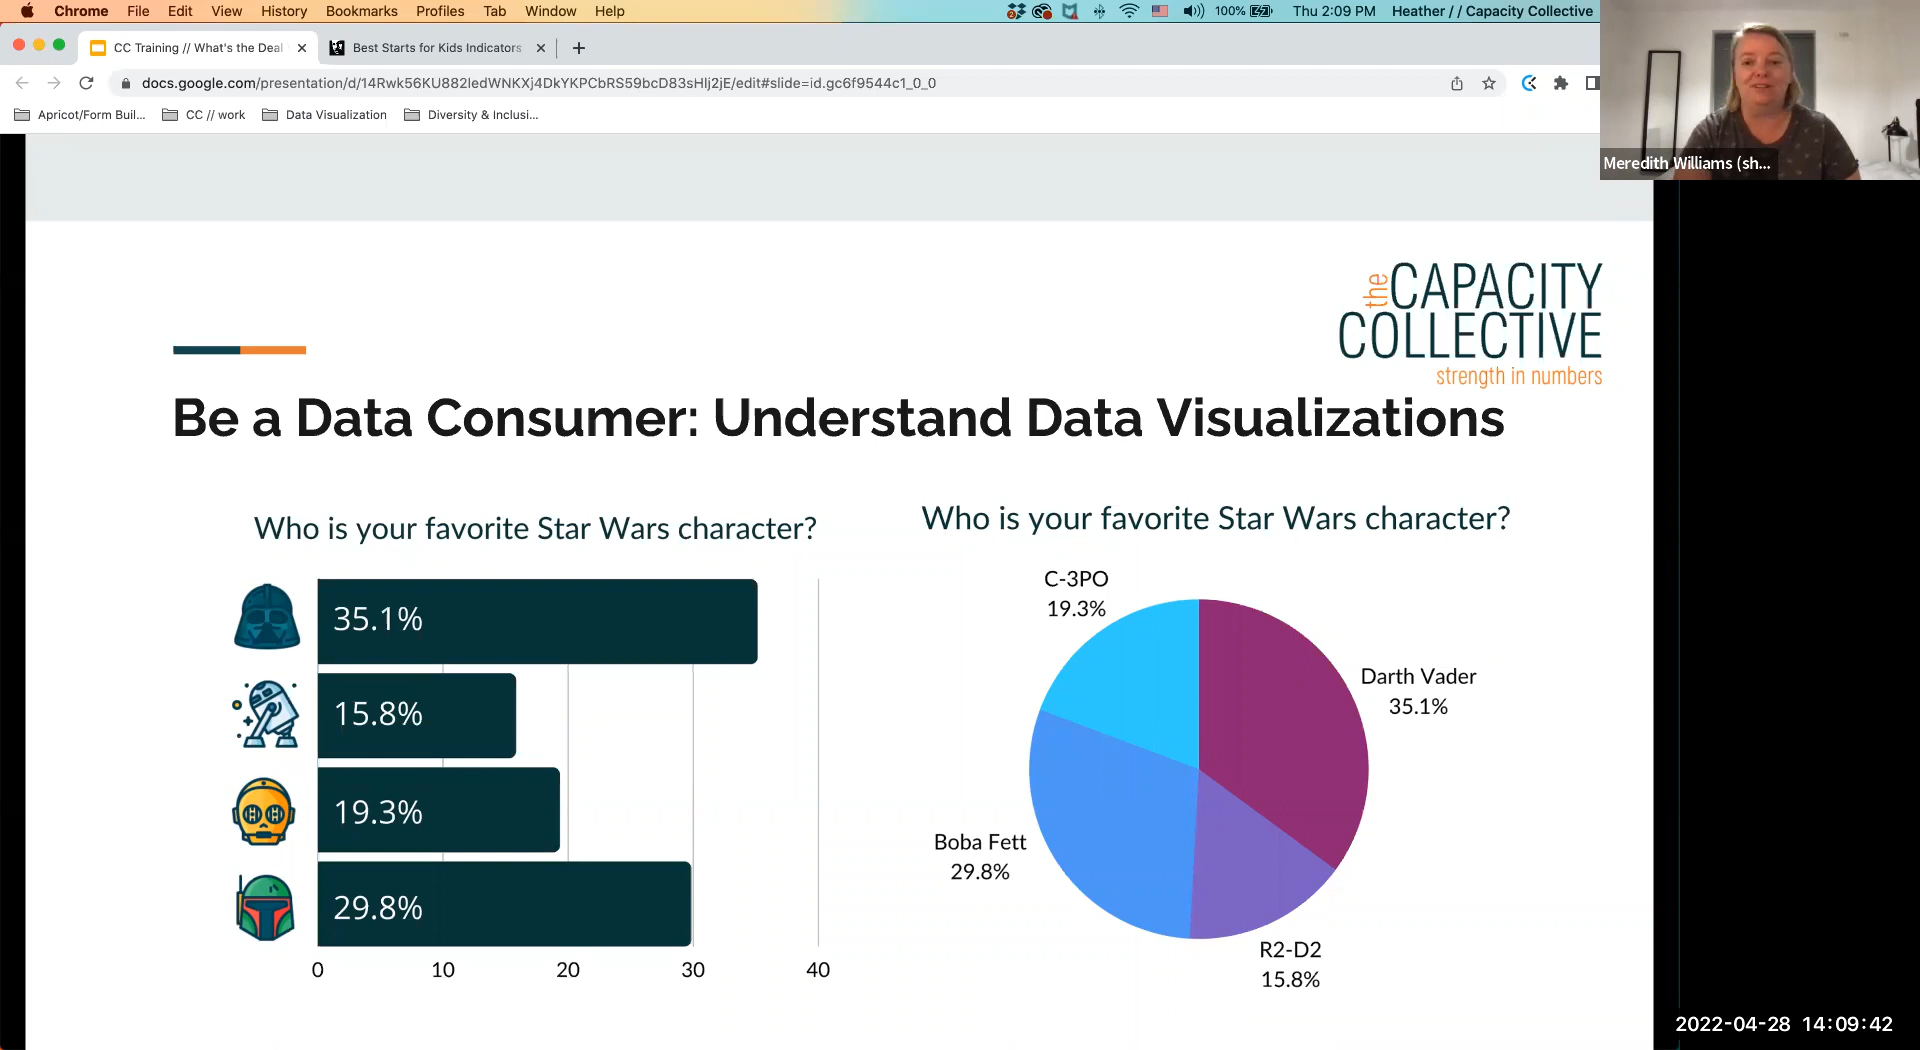 Chrome File Edit View History Bookmarks Profiles Tab Window Help 100% Thu 2:09 PM Heather // Capacity Collective
CC Training // What's the Deal
Best Starts for Kids Indicators
docs.google.com/presentation/d/14Rwk56KU882ledWNKXj4DkYKPCbRS59bcD83sHlj2jE/edit#slide=id.gc6f9544c1_0_0
Apricot/Form Buil... CC // work Data Visualization Diversity & Inclusi...
Meredith Williams (sh...
the CAPACITY
COLLECTIVE
strength in numbers
Be a Data Consumer: Understand Data Visualizations
Who is your favorite Star Wars character?
35.1%
15.8%
19.3%
29.8%
0 10 20 30 40
Who is your favorite Star Wars character?
C-3PO
19.3%
Darth Vader
35.1%
Boba Fett
29.8%
R2-D2
15.8%
2022-04-28 14:09:42